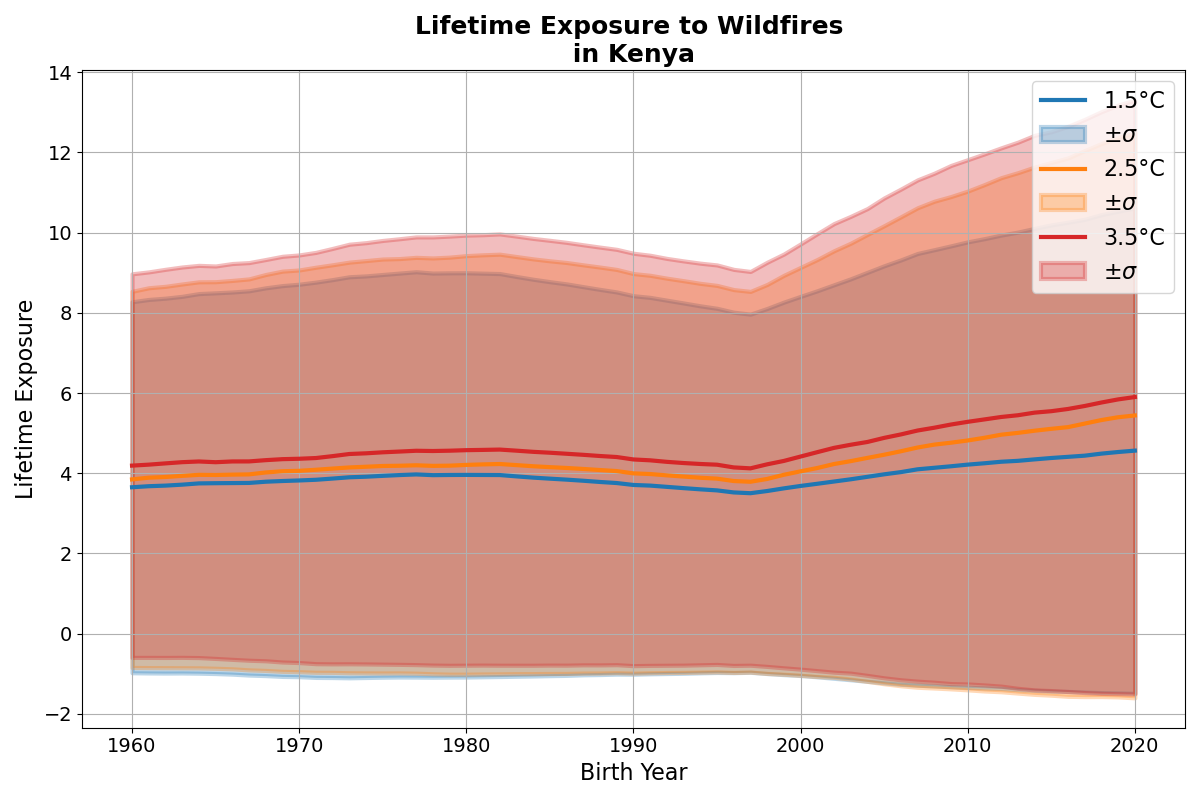 Lifetime Exposure to Wildfires
in Kenya
14
12
10
8
6
4
2
0
−2
Lifetime Exposure
1960
1970
1980
1990
2000
2010
2020
Birth Year
1.5°C
±σ
2.5°C
±σ
3.5°C
±σ